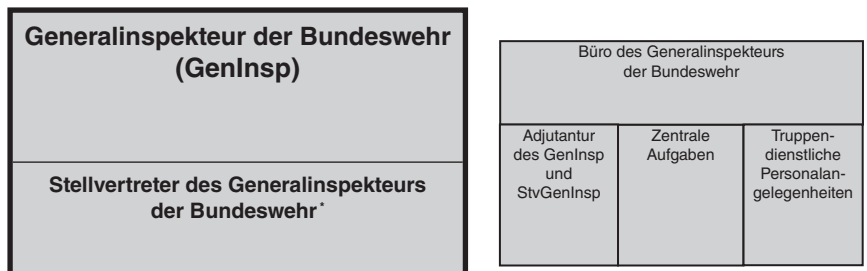 Generalinspekteur der Bundeswehr
(GenInsp)
Stellvertreter des Generalinspekteurs
der Bundeswehr*
Büro des Generalinspekteurs
der Bundeswehr
Adjutantur
des GenInsp
und
StvGenInsp
Zentrale
Aufgaben
Truppen-
dienstliche
Personalan-
gelegenheiten